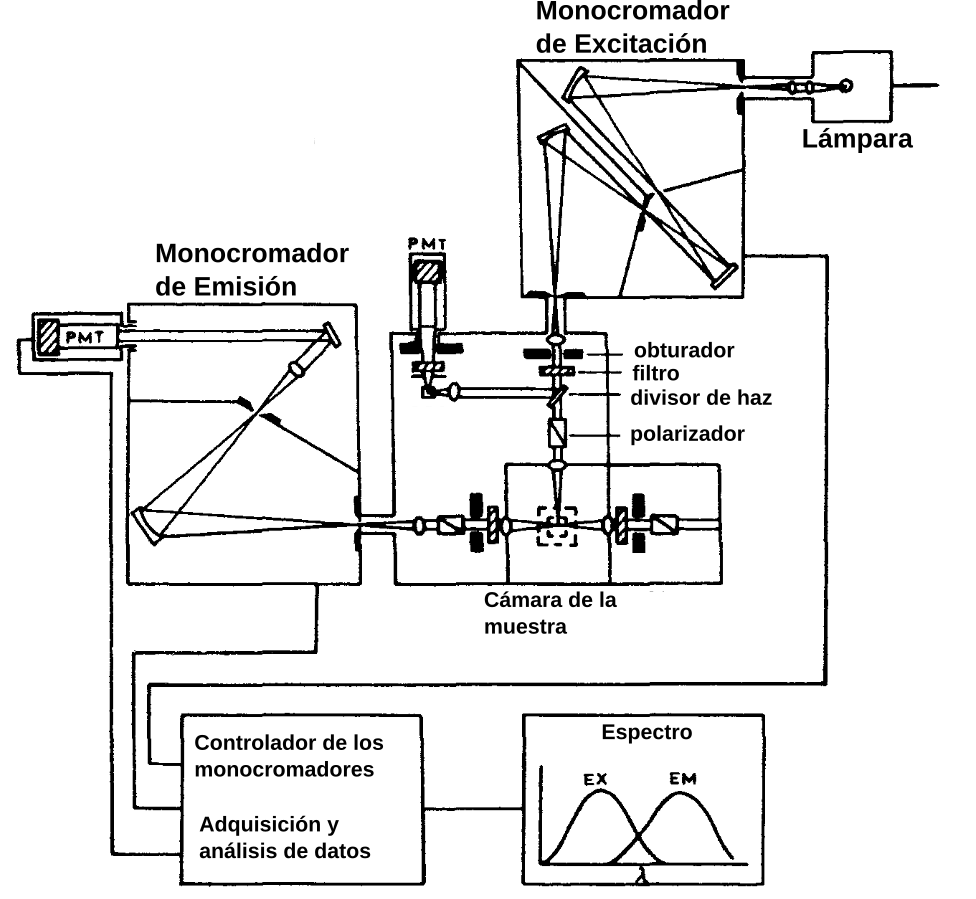 Monocromador
de Excitación
Lámpara
Monocromador
de Emisión
PMT
PMT
obturador
filtro
divisor de haz
polarizador
Cámara de la
muestra
Controlador de los
monocromadores
Adquisición y
análisis de datos
Espectro
EX
EM
λ